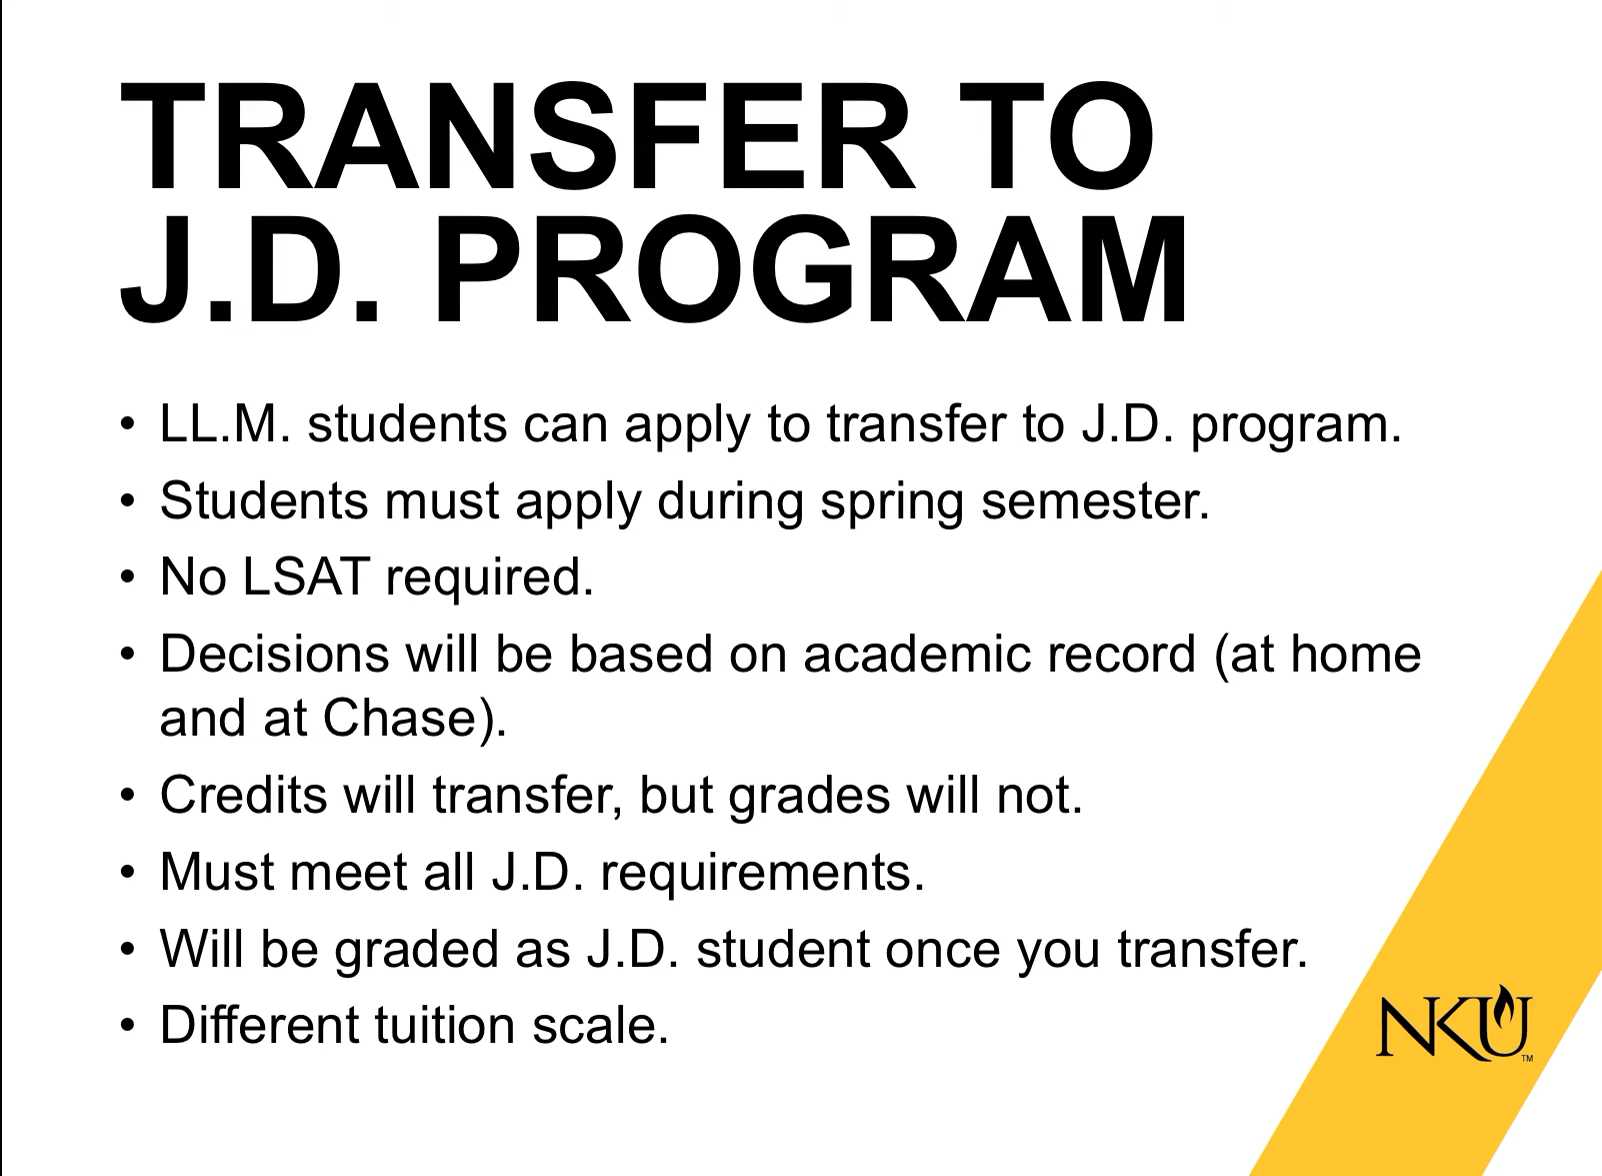 TRANSFER TO
J.D. PROGRAM
• LL.M. students can apply to transfer to J.D. program.
• Students must apply during spring semester.
• No LSAT required.
• Decisions will be based on academic record (at home
and at Chase).
• Credits will transfer, but grades will not.
• Must meet all J.D. requirements.
• Will be graded as J.D. student once you transfer.
• Different tuition scale.
NKU
TM